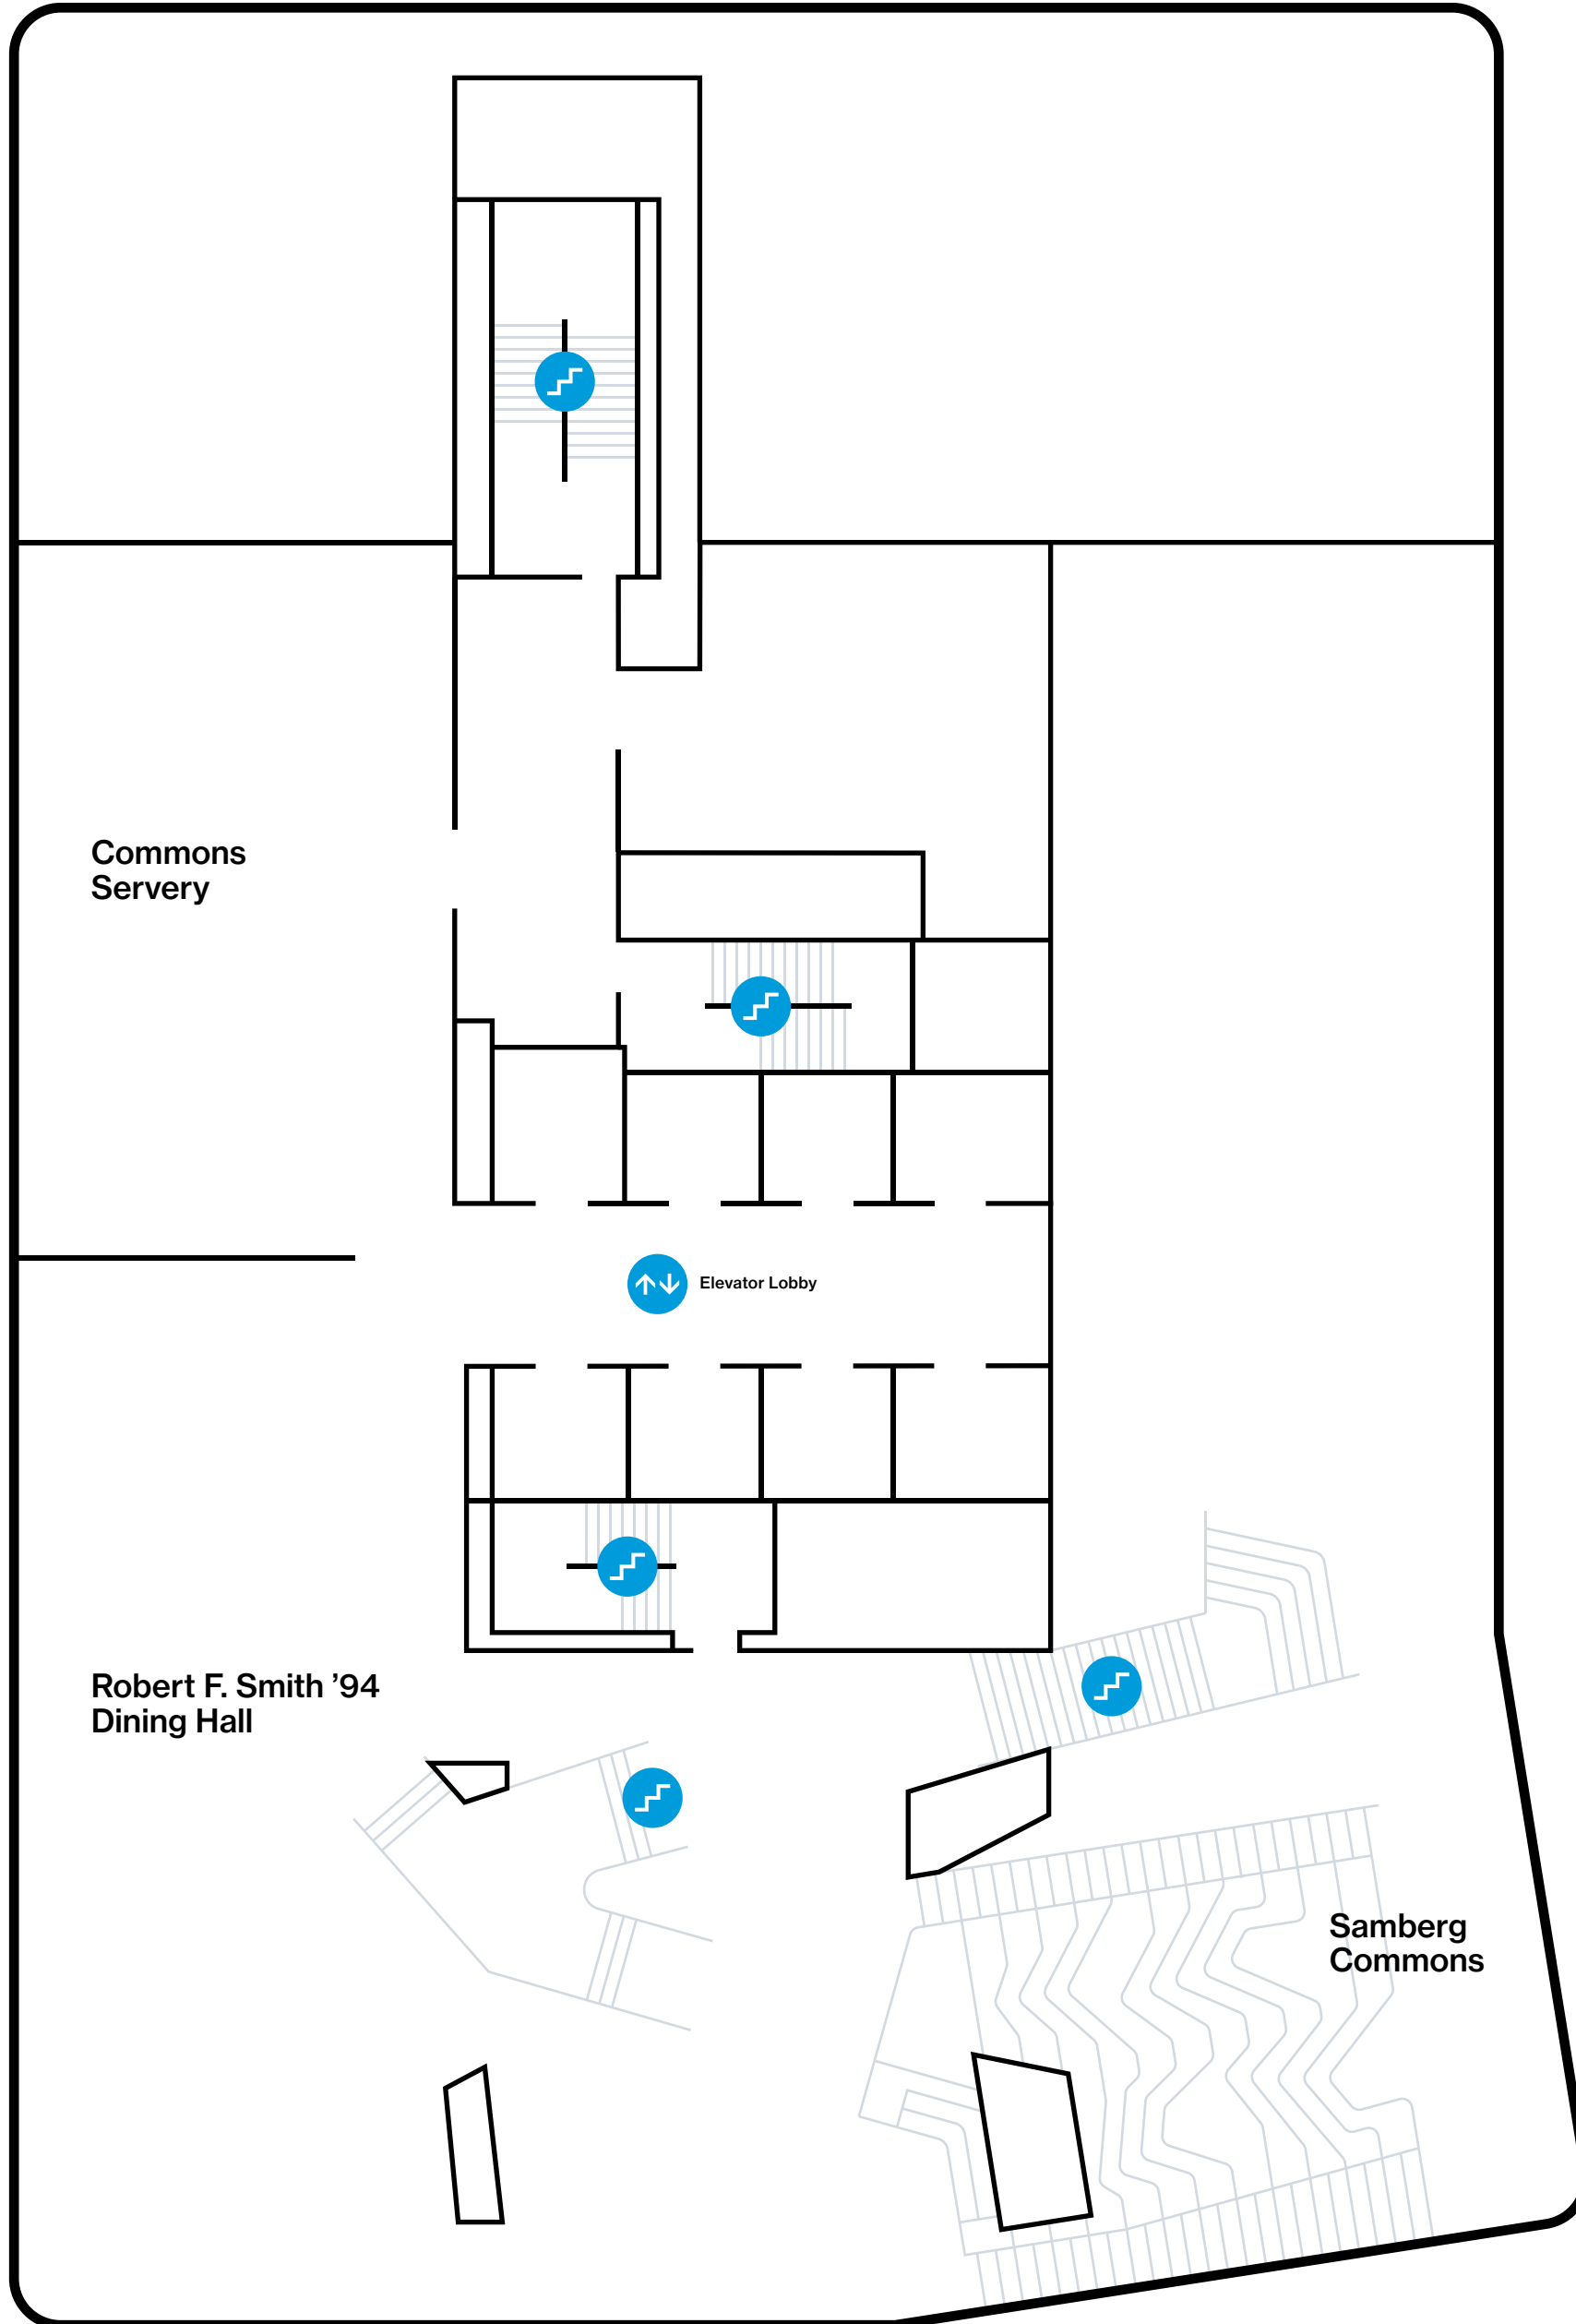 Commons
Servery
Elevator Lobby
Robert F. Smith ’94
Dining Hall
Samberg
Commons